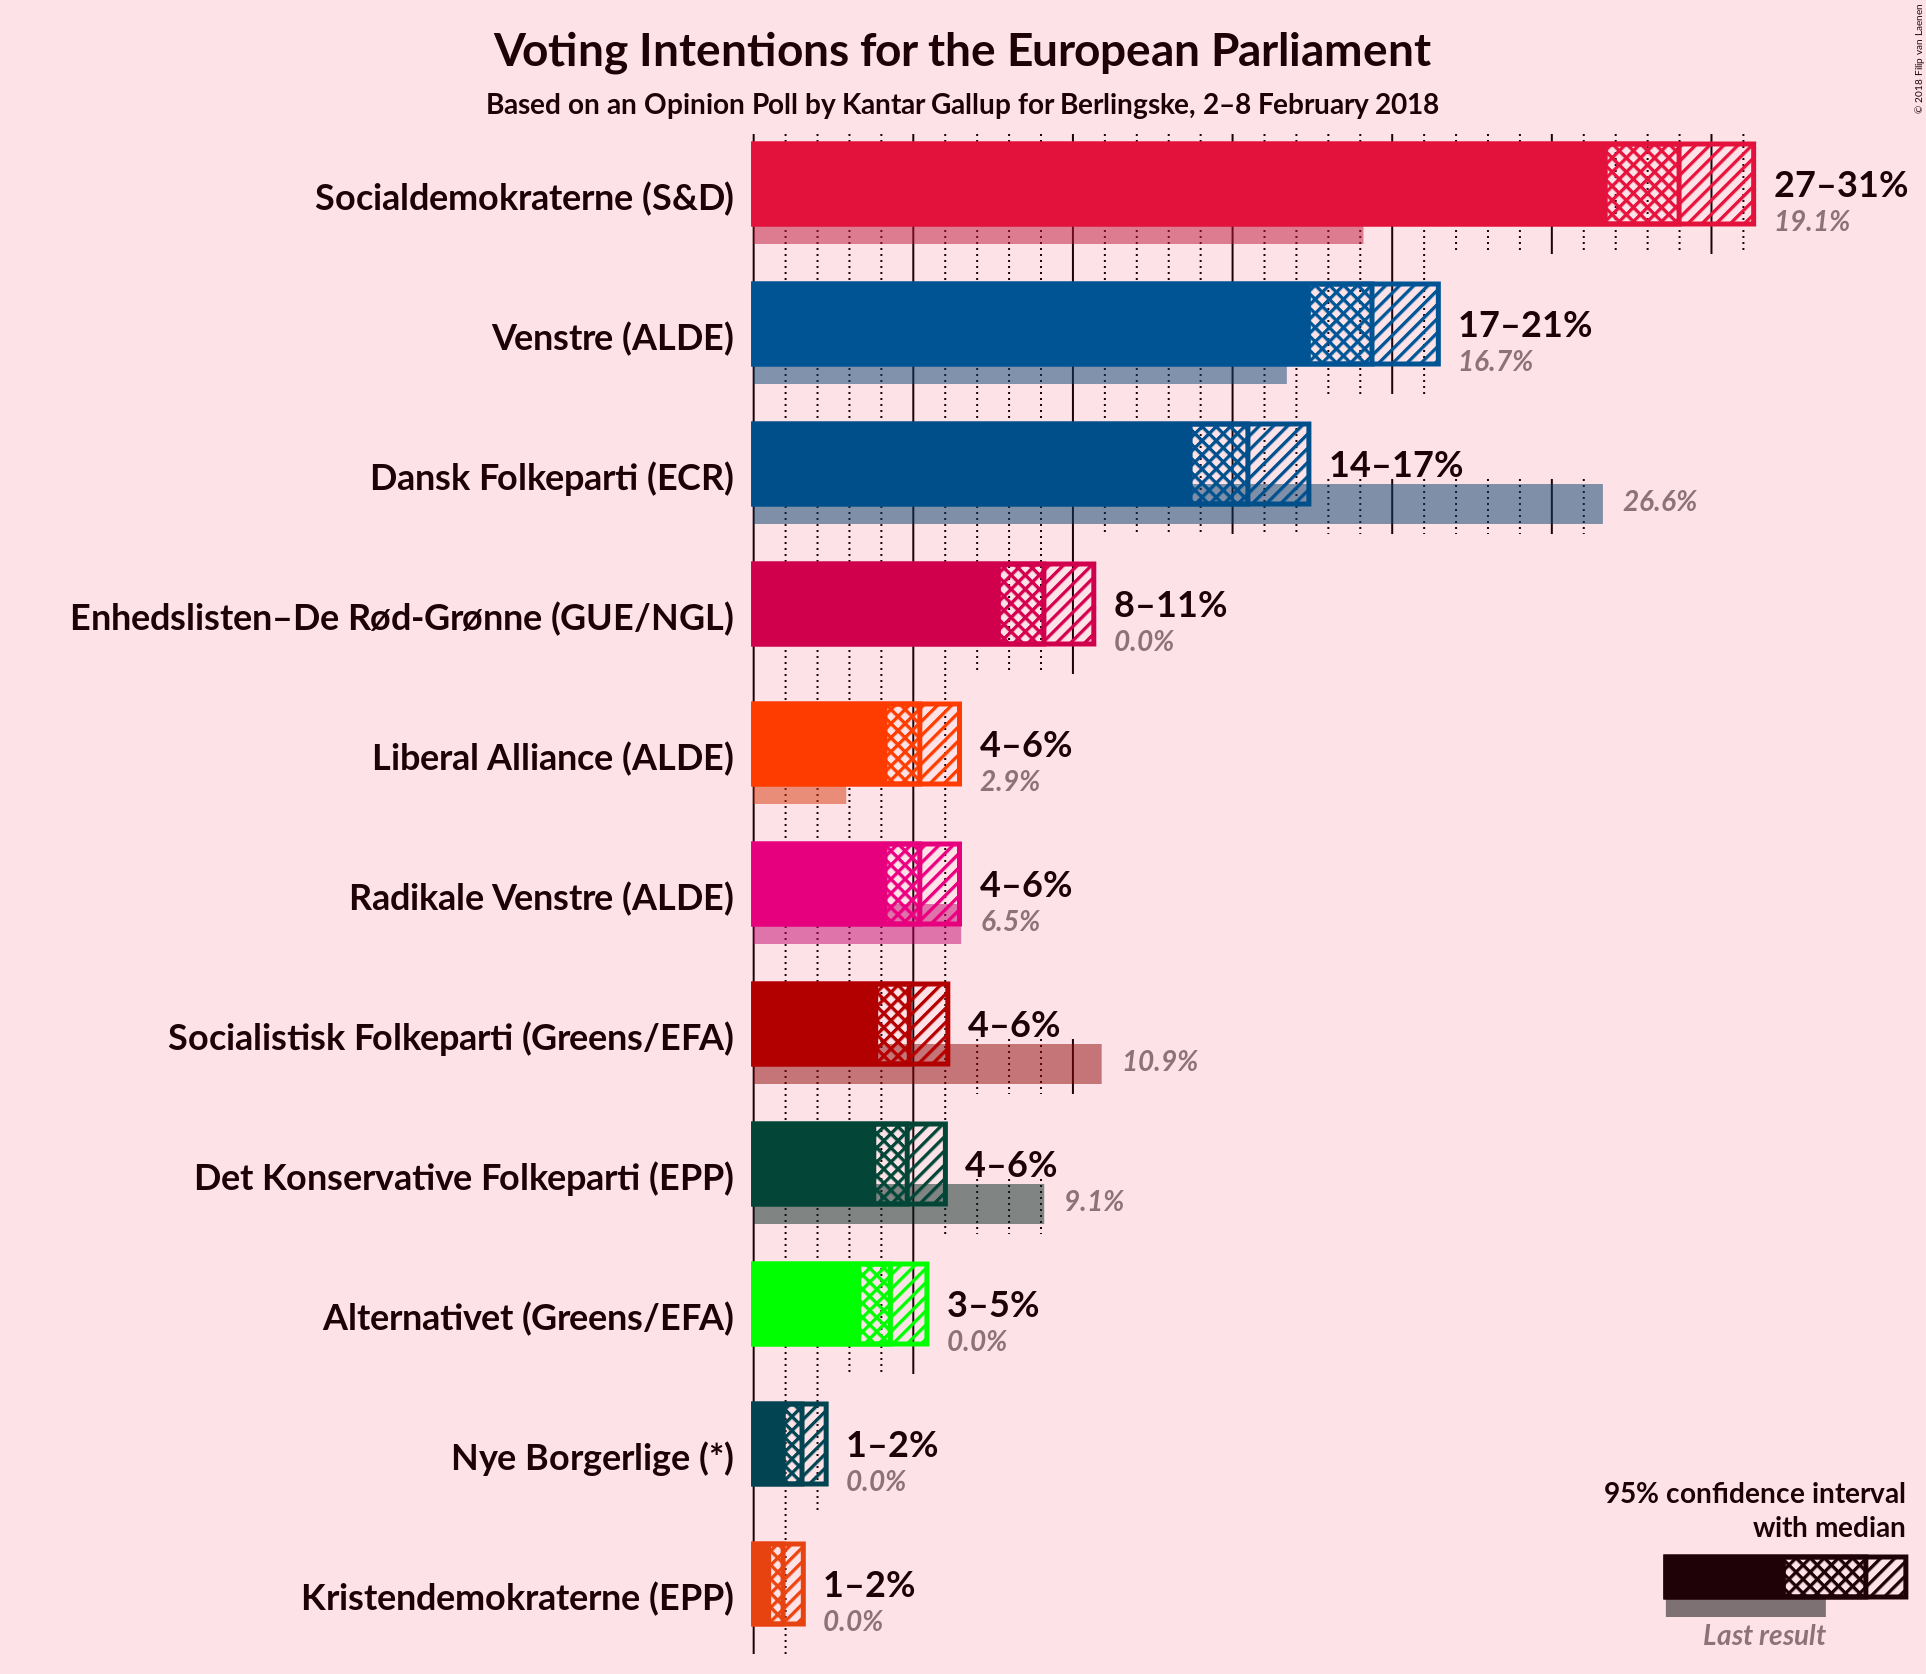 © 2018 Filip van Laenen
Voting Intentions for the European Parliament
Based on an Opinion Poll by Kantar Gallup for Berlingske, 2–8 February 2018
Socialdemokraterne (S&D)
27–31%
19.1%
Venstre (ALDE)
17–21%
16.7%
Dansk Folkeparti (ECR)
14–17%
26.6%
Enhedslisten–De Rød-Grønne (GUE/NGL)
8–11%
0.0%
Liberal Alliance (ALDE)
4–6%
2.9%
Radikale Venstre (ALDE)
4–6%
6.5%
Socialistisk Folkeparti (Greens/EFA)
4–6%
10.9%
Det Konservative Folkeparti (EPP)
4–6%
9.1%
Alternativet (Greens/EFA)
3–5%
0.0%
Nye Borgerlige (*)
1–2%
0.0%
Kristendemokraterne (EPP)
1–2%
0.0%
95% confidence interval
with median
Last result